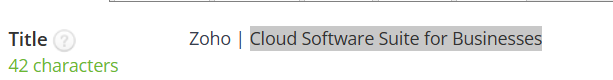 Title ? Zoho | Cloud Software Suite for Businesses
42 characters